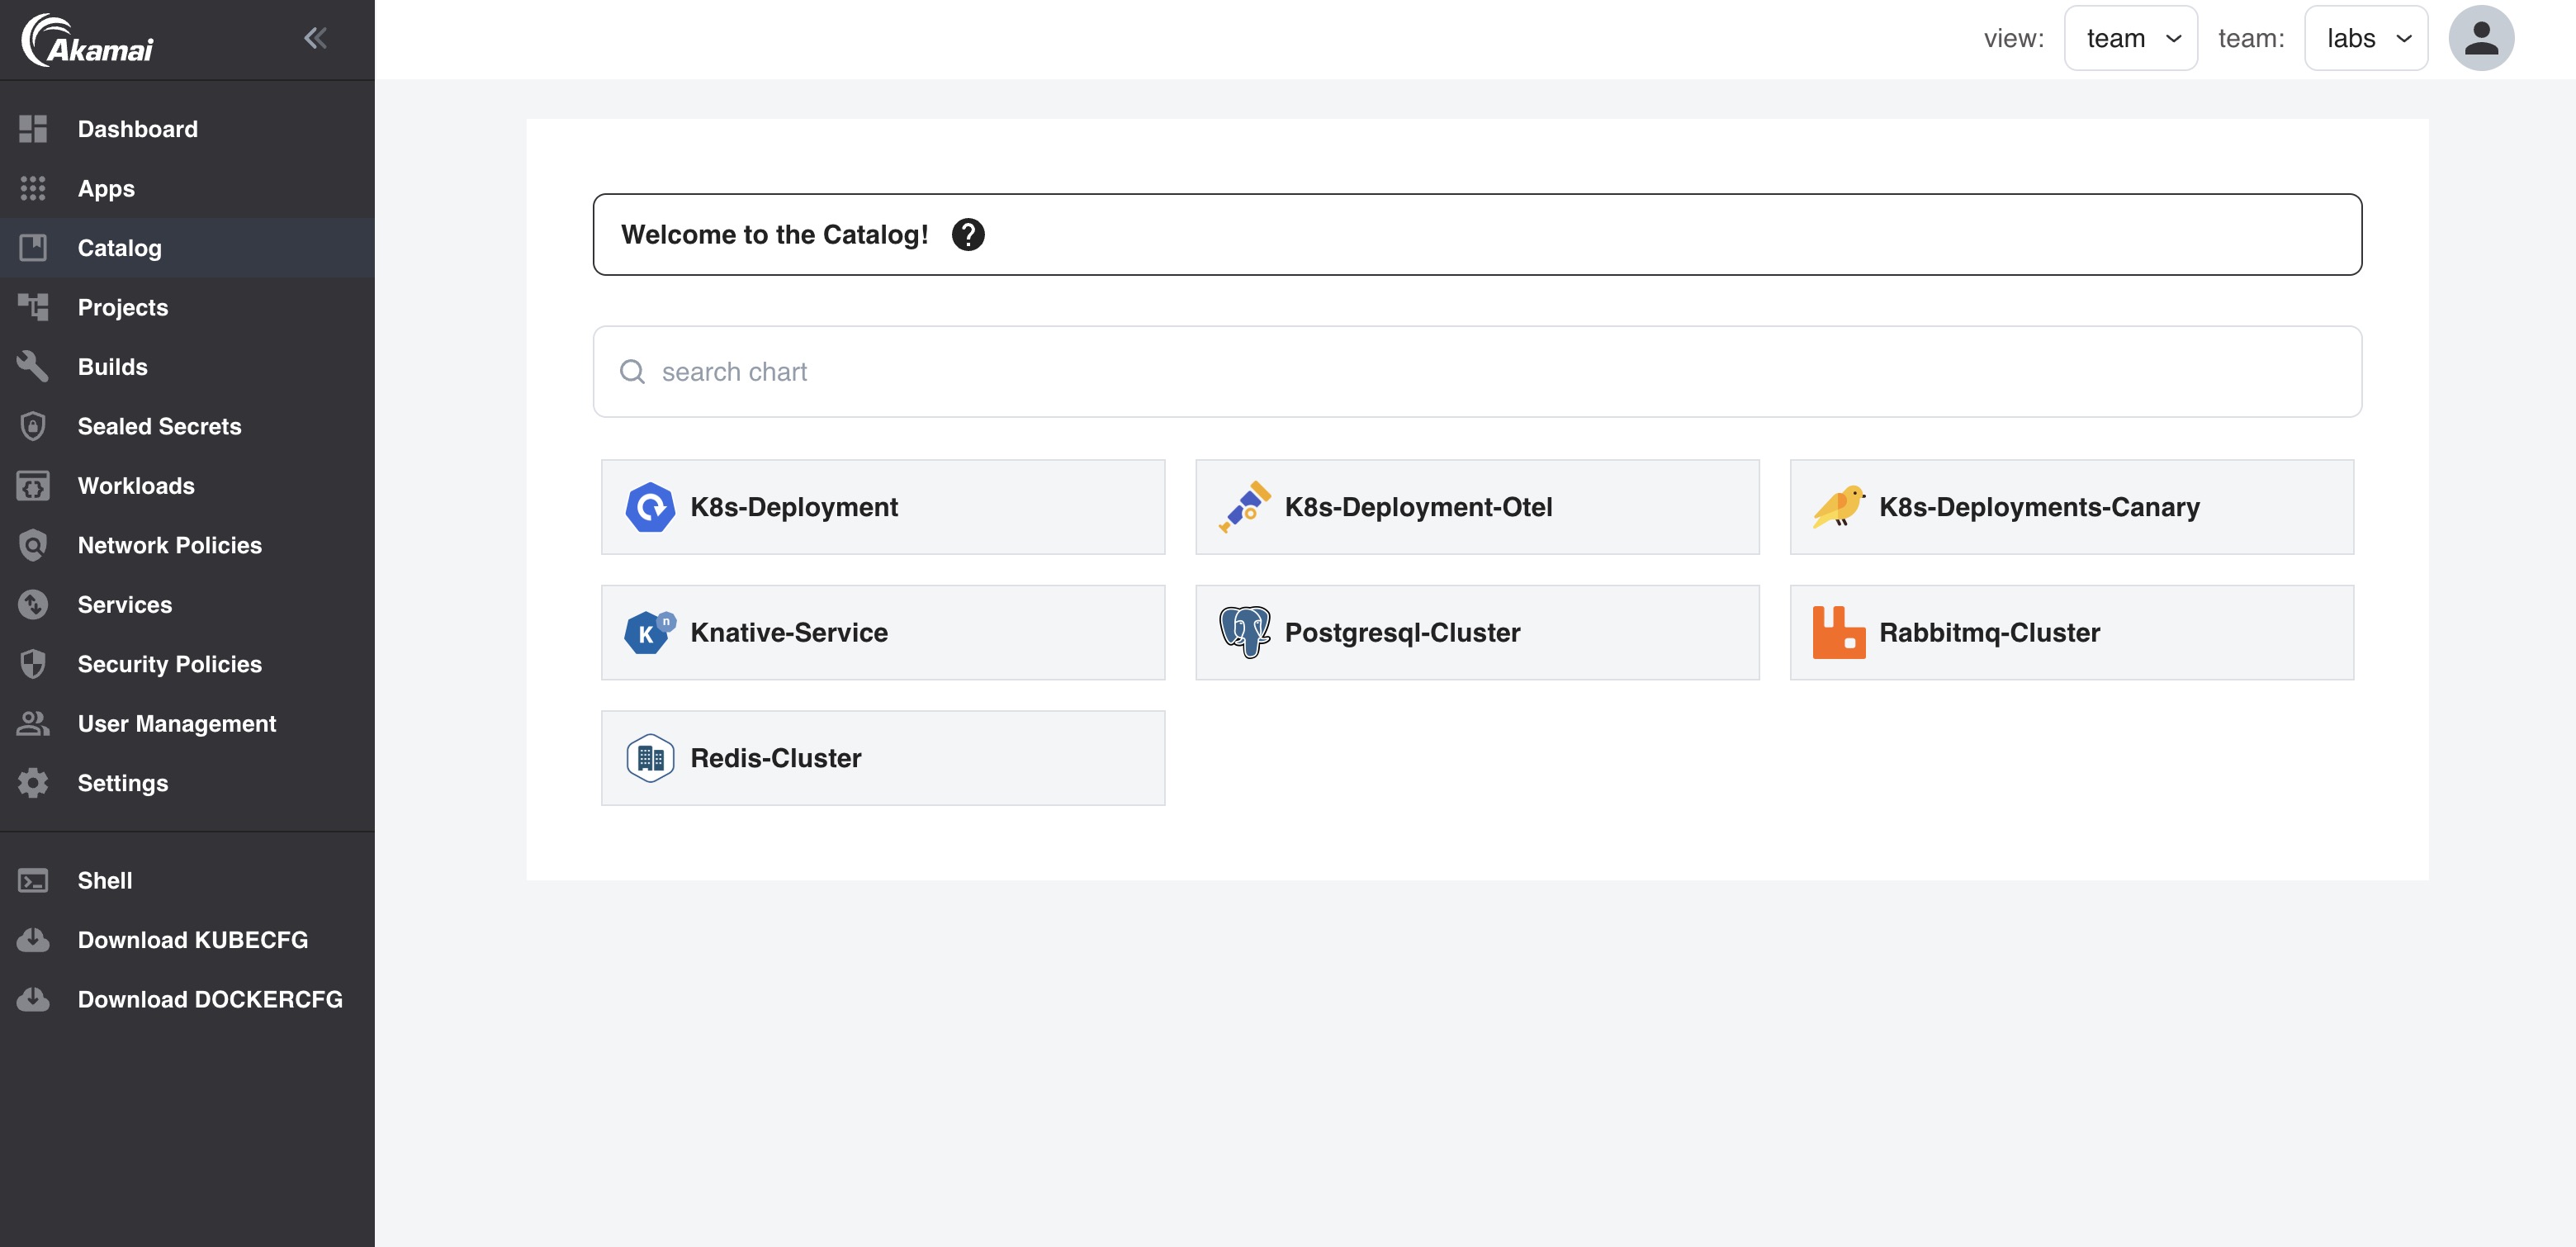 Akamai
view:
team
team:
labs
Dashboard
Apps
Catalog
Projects
Builds
Sealed Secrets
Workloads
Network Policies
Services
Security Policies
User Management
Settings
Shell
Download KUBECFG
Download DOCKERCFG
Welcome to the Catalog!
search chart
K8s-Deployment
K8s-Deployment-Otel
K8s-Deployments-Canary
Knative-Service
Postgresql-Cluster
Rabbitmq-Cluster
Redis-Cluster